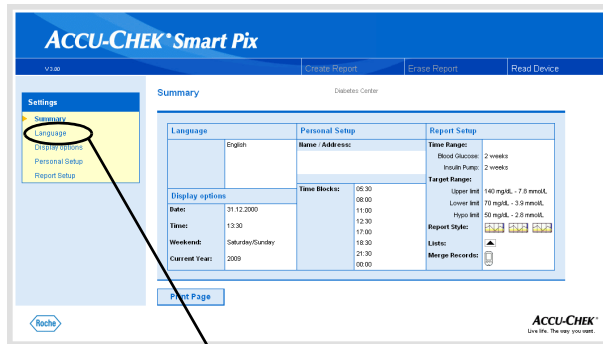 ACCU-CHEK® Smart Pix
V 3.00
Create Report
Erase Report
Read Device
Settings
Summary
Language
Display options
Personal Setup
Report Setup
Summary
Diabetes Center
Language
English
Display options
Date: 31.12.2000
Time: 13:30
Weekend: Saturday/Sunday
Current Year: 2009
Personal Setup
Name / Address:
Time Blocks: 05:30
08:00
11:00
12:30
17:00
18:30
21:30
00:00
Report Setup
Time Range:
Blood Glucose: 2 weeks
Insulin Pump: 2 weeks
Target Range:
Upper limit 140 mg/dL - 7.8 mmol/L
Lower limit 70 mg/dL - 3.9 mmol/L
Hypo limit 50 mg/dL - 2.8 mmol/L
Report Style:
Lists:
Merge Records:
Print Page
Roche
ACCU-CHEK®
Live life. The way you want.